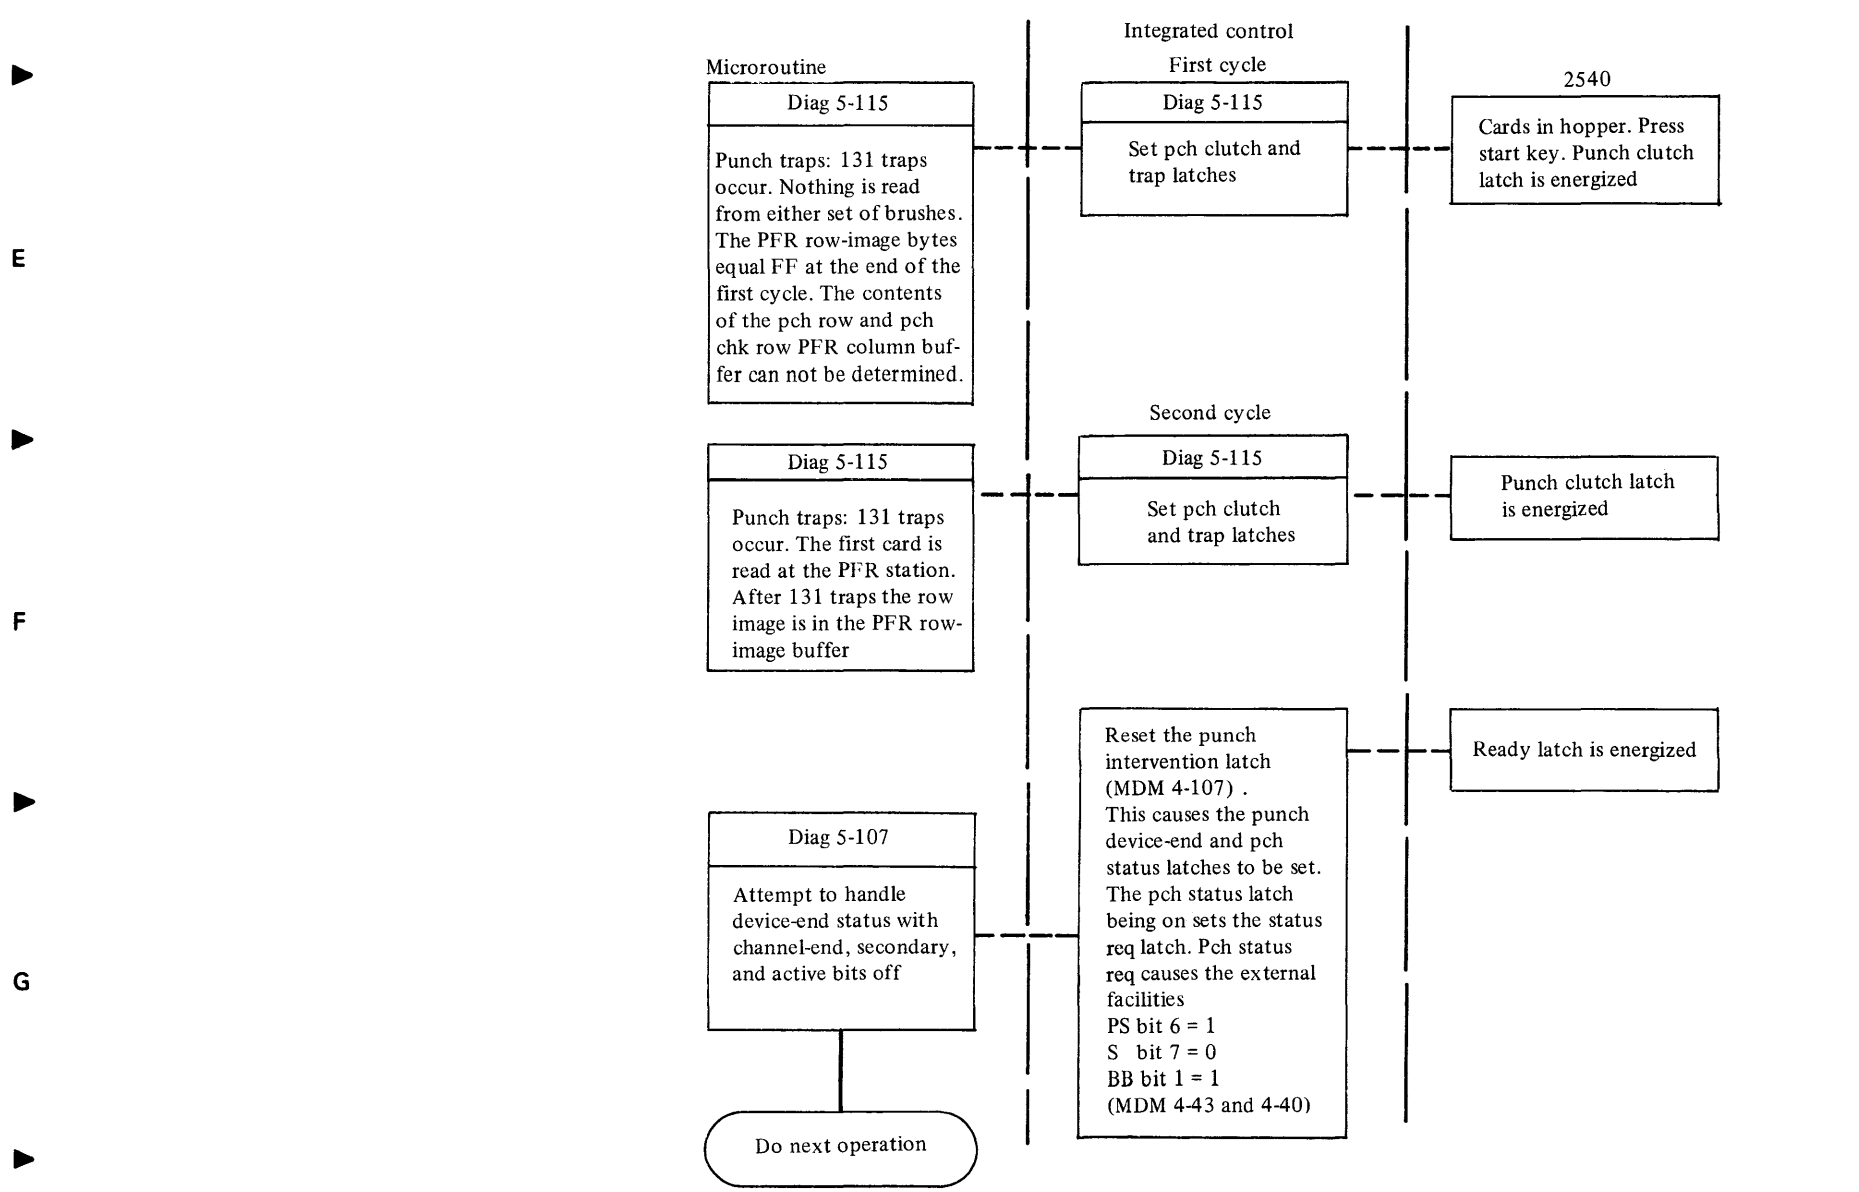 Integrated control
Microroutine
First cycle
2540
Diag 5-115
Punch traps: 131 traps
occur. Nothing is read
from either set of brushes.
The PFR row-image bytes
equal FF at the end of the
first cycle. The contents
of the pch row and pch
chk row PFR column buf-
fer can not be determined.
Diag 5-115
Set pch clutch and
trap latches
Cards in hopper. Press
start key. Punch clutch
latch is energized
E
Second cycle
Diag 5-115
Punch traps: 131 traps
occur. The first card is
read at the PFR station.
After 131 traps the row
image is in the PFR row-
image buffer
Diag 5-115
Set pch clutch
and trap latches
Punch clutch latch
is energized
F
Reset the punch
intervention latch
(MDM 4-107) .
This causes the punch
device-end and pch
status latches to be set.
The pch status latch
being on sets the status
req latch. Pch status
req causes the external
facilities
PS bit 6 = 1
S bit 7 = 0
BB bit 1 = 1
(MDM 4-43 and 4-40)
Ready latch is energized
Diag 5-107
Attempt to handle
device-end status with
channel-end, secondary,
and active bits off
G
Do next operation